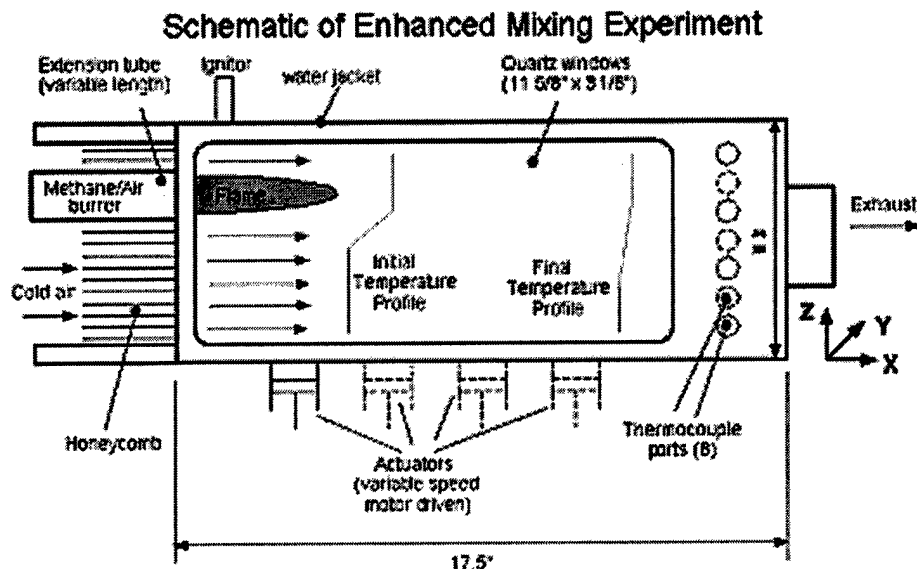 Schematic of Enhanced Mixing Experiment
Extension tube
(variable length)
Ignitor
water jacket
Quartz windows
(11 5/8" x 3 1/8")
Methane/Air
burner
Flame
Exhaust
Initial
Temperature
Profile
Final
Temperature
Profile
Cold air
Z
Y
X
Honeycomb
Actuators
(variable speed
motor driven)
Thermocouple
17.5"